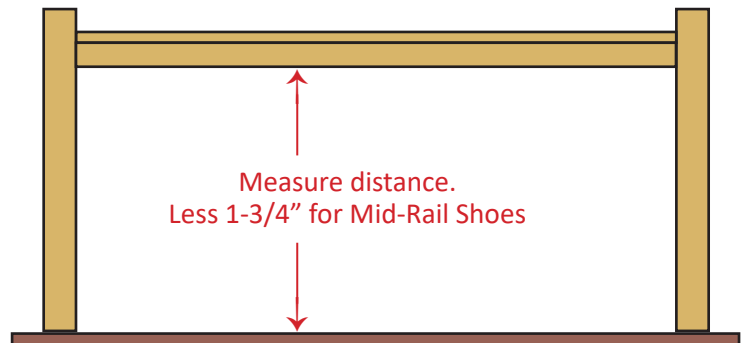 Measure distance.
Less 1-3/4” for Mid-Rail Shoes